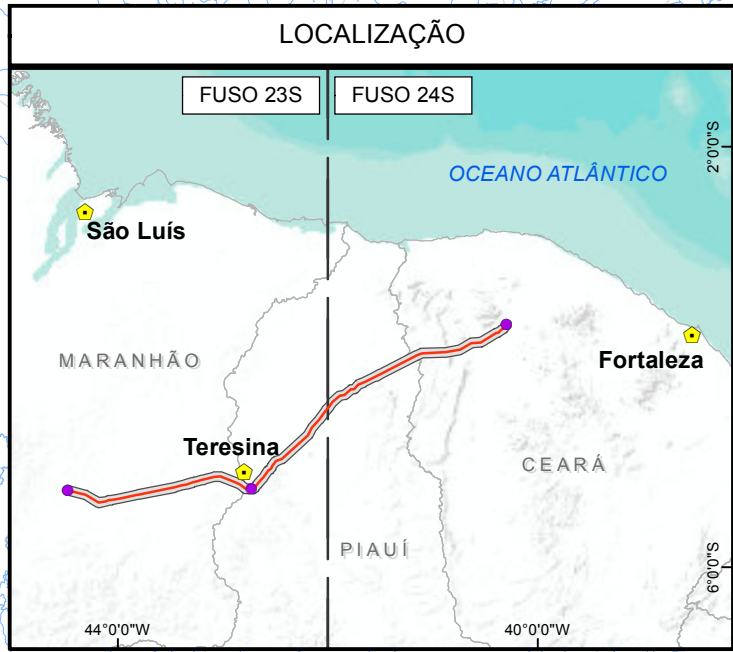 LOCALIZAÇÃO
FUSO 23S
FUSO 24S
2°0'0"S
OCEANO ATLÂNTICO
São Luís
MARANHÃO
Fortaleza
Teresina
CEARÁ
PIAUÍ
6°0'0"S
44°0'0"W
40°0'0"W